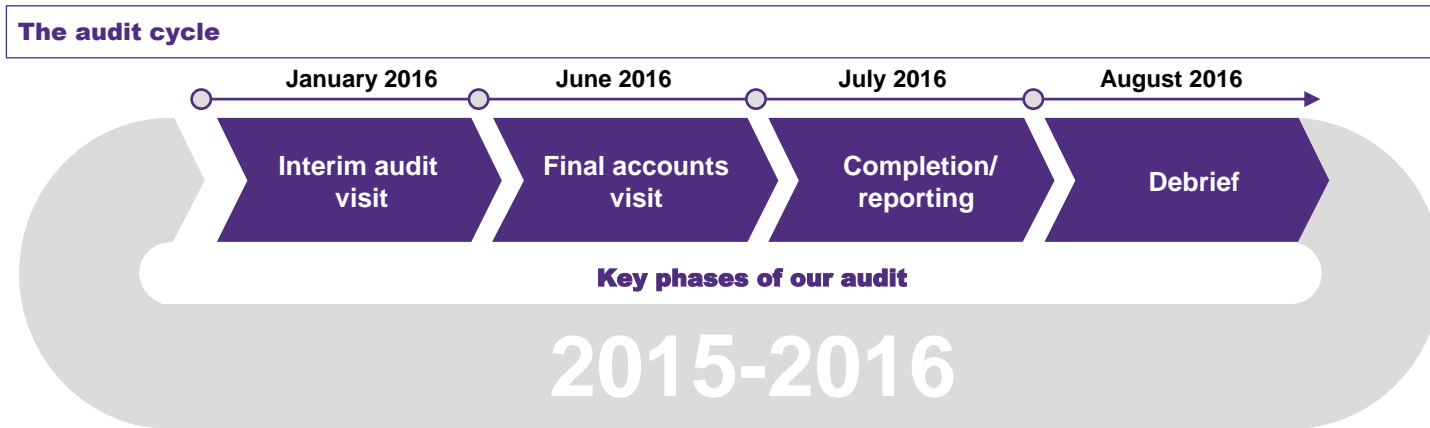 The audit cycle
January 2016
June 2016
July 2016
August 2016
Interim audit
visit
Final accounts
visit
Completion/
reporting
Debrief
Key phases of our audit
2015-2016